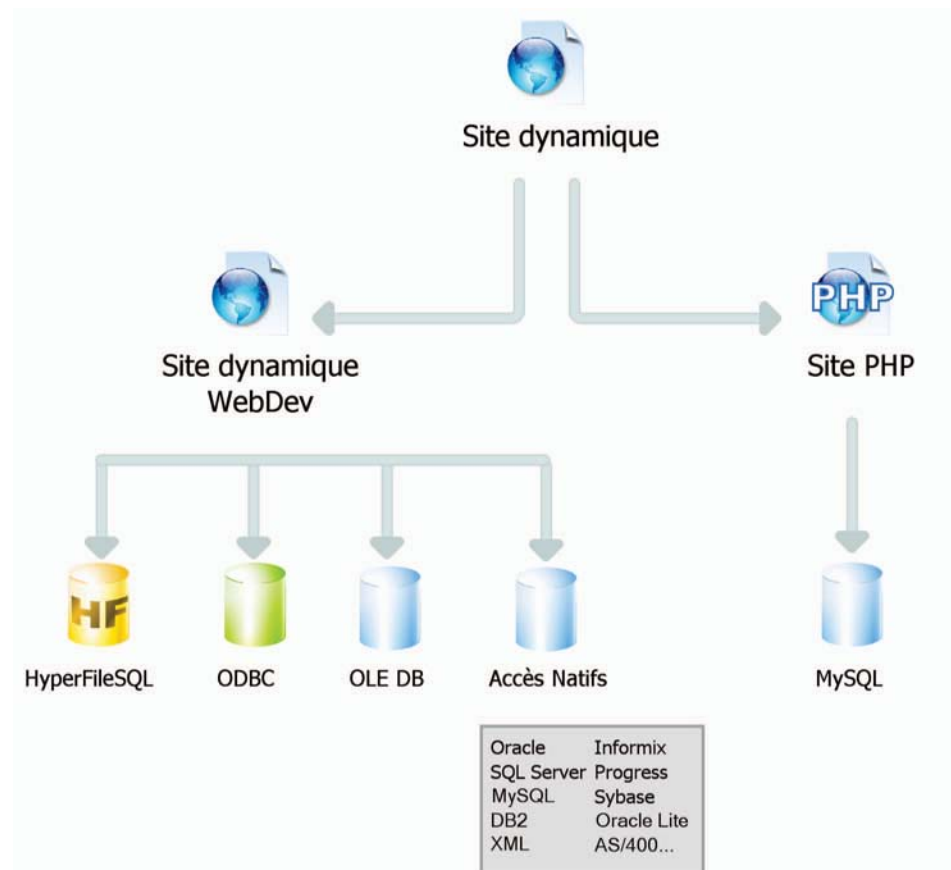 Site dynamique
PHP
Site dynamique
WebDev
Site PHP
HF
HyperFileSQL
ODBC
OLE DB
Accès Natifs
MySQL
Oracle Informix
SQL Server Progress
MySQL Sybase
DB2 Oracle Lite
XML AS/400...